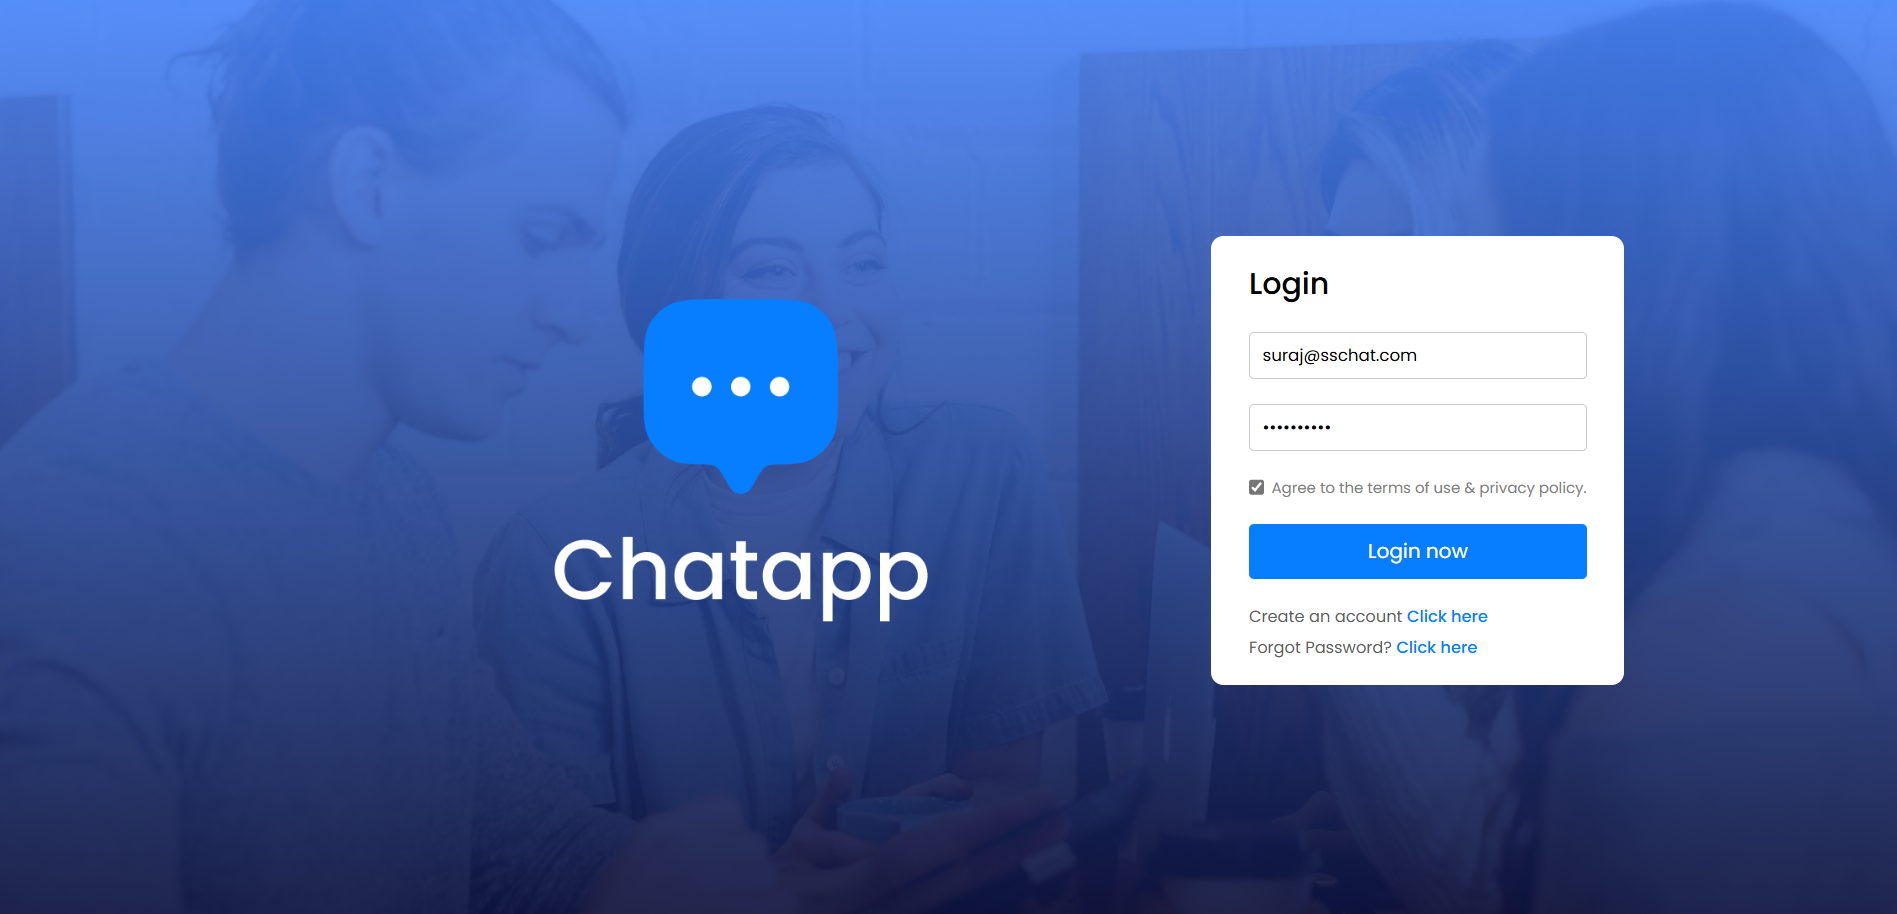 Chatapp
Login
suraj@sschat.com
••••••••••
Agree to the terms of use & privacy policy.
Login now
Create an account Click here
Forgot Password? Click here